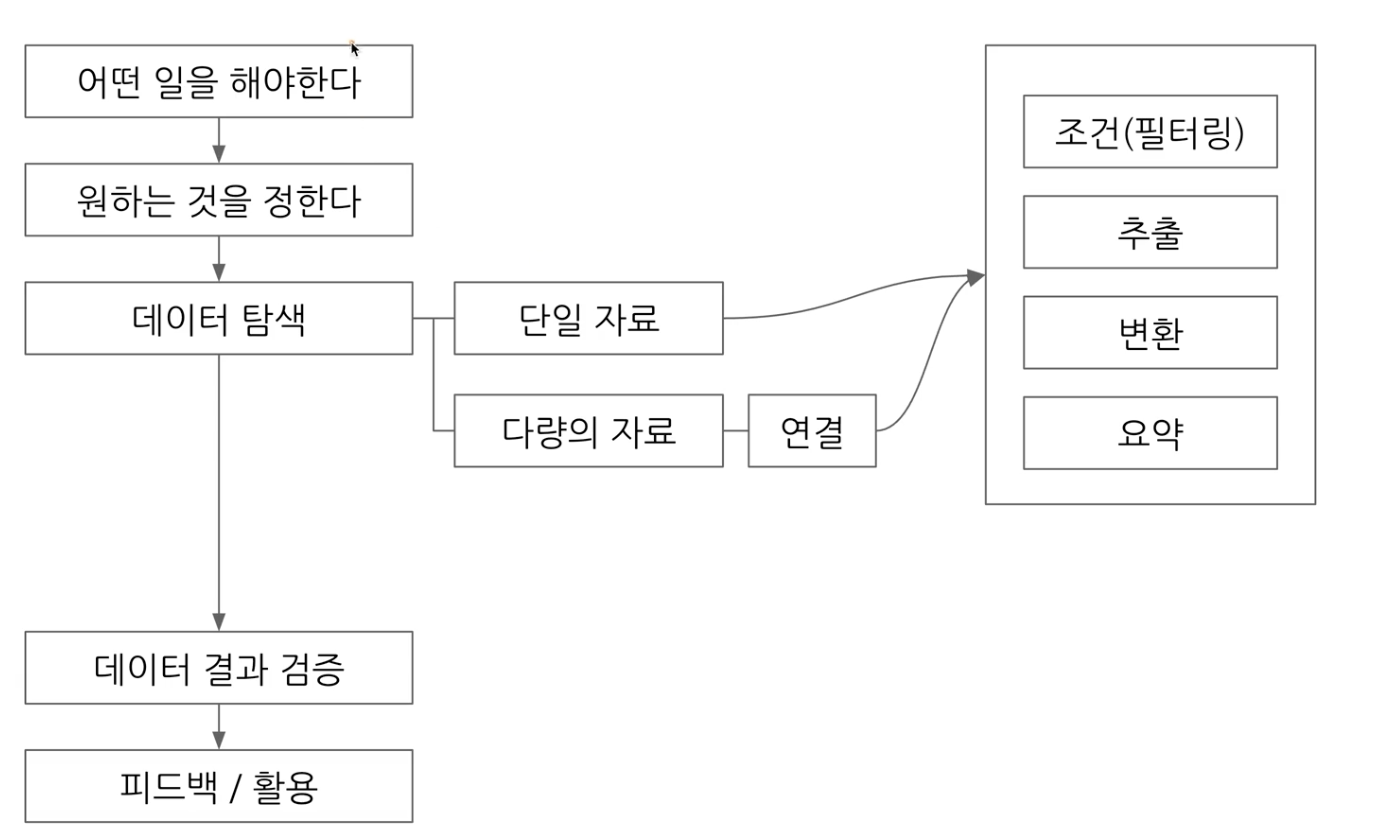 어떤 일을 해야한다
원하는 것을 정한다
데이터 탐색
단일 자료
다량의 자료
연결
조건(필터링)
추출
변환
요약
데이터 결과 검증
피드백 / 활용